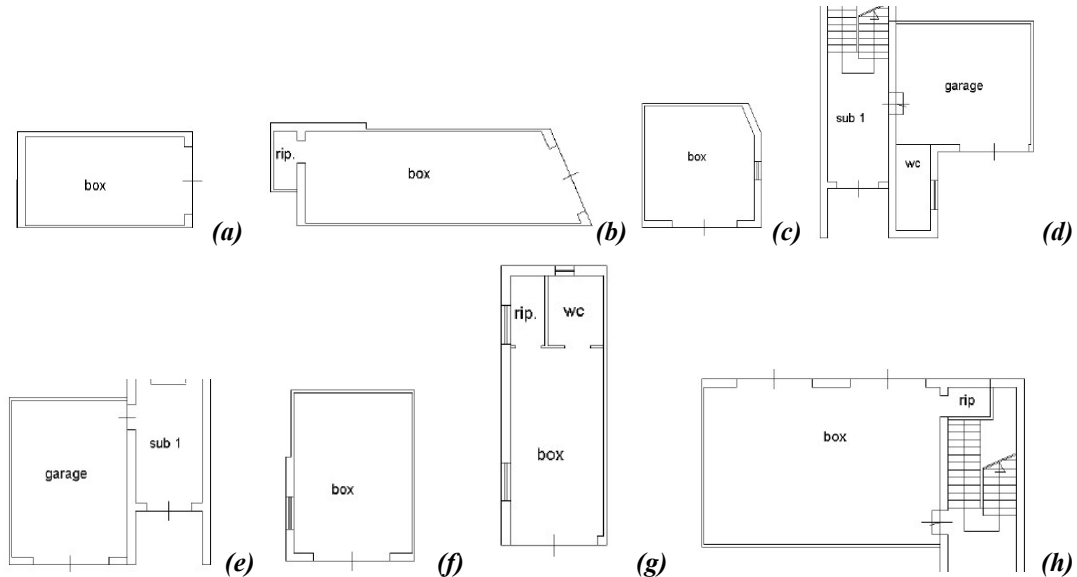 box
(a)
rip.
box
(b)
box
(c)
sub 1
garage
wc
(d)
garage
sub 1
(e)
box
(f)
rip.
wc
box
(g)
box
rip
(h)